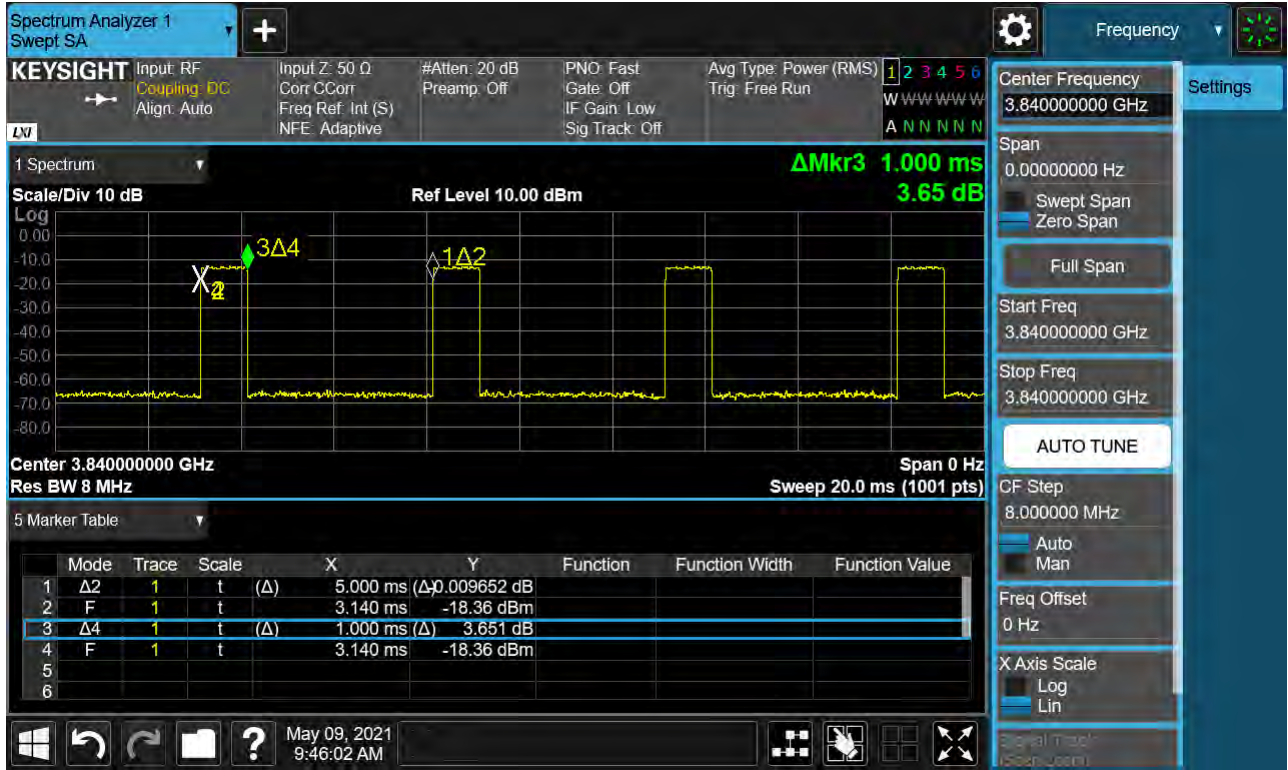 Spectrum Analyzer 1
Swept SA
+
Frequency
KEYSIGHT
LXI
Input: RF
Coupling: DC
Align: Auto
Input Z: 50 Ω
Corr CCorr
Freq Ref: Int (S)
NFE: Adaptive
#Atten: 20 dB
Preamp: Off
PNO: Fast
Gate: Off
IF Gain: Low
Sig Track: Off
Avg Type: Power (RMS)
Trig: Free Run
1 2 3 4 5 6
W W W W W W
A N N N N N
1 Spectrum
Scale/Div 10 dB
Ref Level 10.00 dBm
ΔMkr3 1.000 ms
3.65 dB
Log
0.00
-10.0
-20.0
-30.0
-40.0
-50.0
-60.0
-70.0
-80.0
3Δ4
1Δ2
Center 3.840000000 GHz
Span 0 Hz
Res BW 8 MHz
Sweep 20.0 ms (1001 pts)
5 Marker Table
Mode Trace Scale X Y Function Function Width Function Value
1 Δ2 1 t (Δ) 5.000 ms (Δ) -0.009652 dB
2 F 1 t 3.140 ms -18.36 dBm
3 Δ4 1 t (Δ) 1.000 ms (Δ) 3.651 dB
4 F 1 t 3.140 ms -18.36 dBm
5
6
?
May 09, 2021
9:46:02 AM
Center Frequency
3.840000000 GHz
Settings
Span
0.00000000 Hz
Swept Span
Zero Span
Full Span
Start Freq
3.840000000 GHz
Stop Freq
3.840000000 GHz
AUTO TUNE
CF Step
8.000000 MHz
Auto
Man
Freq Offset
0 Hz
X Axis Scale
Log
Lin